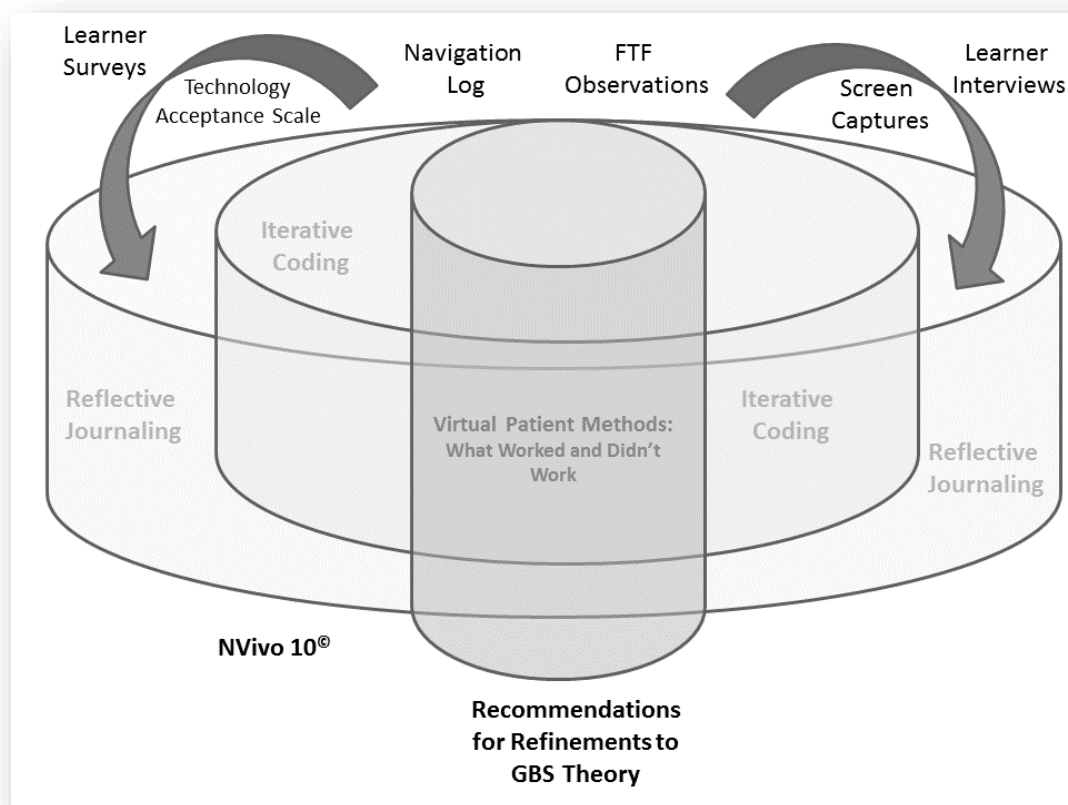 Learner
Surveys
Technology
Acceptance Scale
Navigation
Log
FTF
Observations
Screen
Captures
Learner
Interviews
Iterative
Coding
Reflective
Journaling
Virtual Patient Methods:
What Worked and Didn’t
Work
Iterative
Coding
Reflective
Journaling
NVivo 10©
Recommendations
for Refinements to
GBS Theory